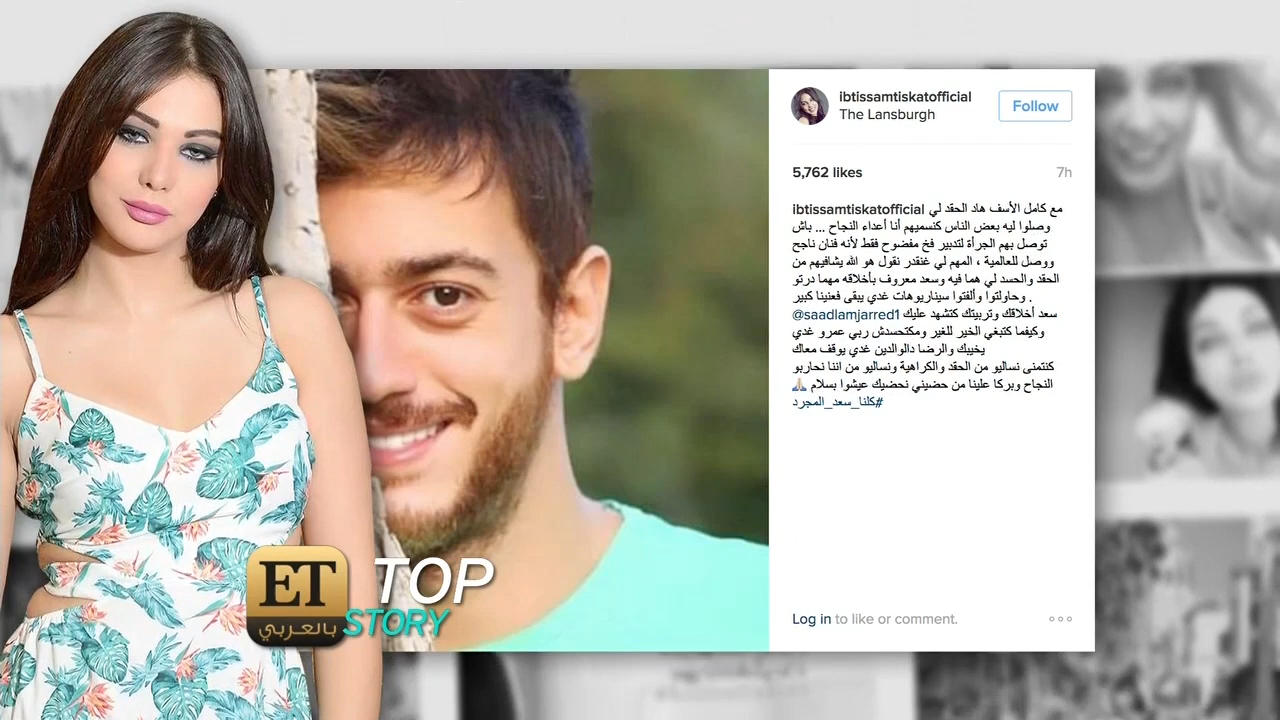 ibtissamtiskatofficial
The Lansburgh
Follow
5,762 likes
7h
ibtissamtiskatofficial مع كامل الأسف هاد الحقد لي
وصلوا ليه بعض الناس كنسميهم أنا أعداء النجاح ... باش
توصل بهم الجرأة لتدبير فخ مفضوح فقط لأنه فنان ناجح
ووصل للعالمية ، المهم لي غنقدر نقول هو الله يشافيهم من
الحقد والحسد لي هما فيه وسعد معروف بأخلاقه مهما درتو
وحاولتوا وألفتوا سيناريوهات غدي يبقى فعنينا كبير .
@saadlamjarred1 سعد أخلاقك وتربيتك كتشهد عليك
وكيفما كتبغي الخير للغير ومكتحسدش ربي عمرو غدي
يخيبك والرضا دالوالدين غدي يوقف معاك
كنتمنى نساليو من الحقد والكراهية ونساليو من اننا نحاربو
النجاح وبركا علينا من حضيني نحضيك عيشوا بسلام 🙏
#كلنا_سعد_المجرد
Log in to like or comment.
ET
بالعربي
TOP
STORY